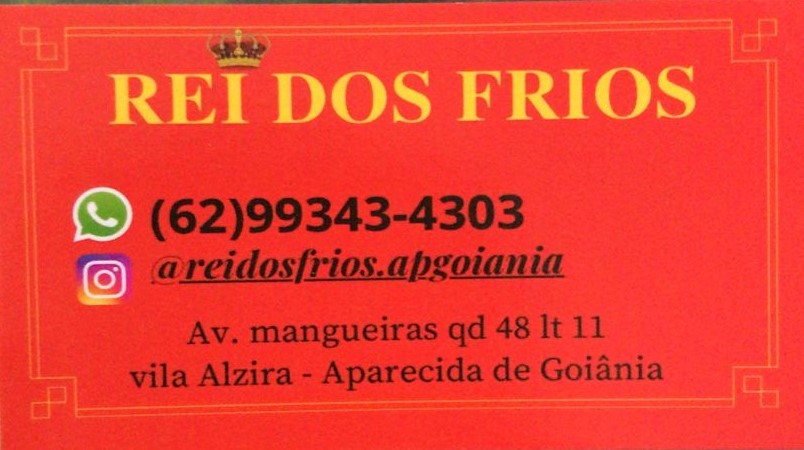 REI DOS FRIOS
(62)99343-4303
@reidosfrios.apgoiania
Av. mangueiras qd 48 lt 11
vila Alzira - Aparecida de Goiânia